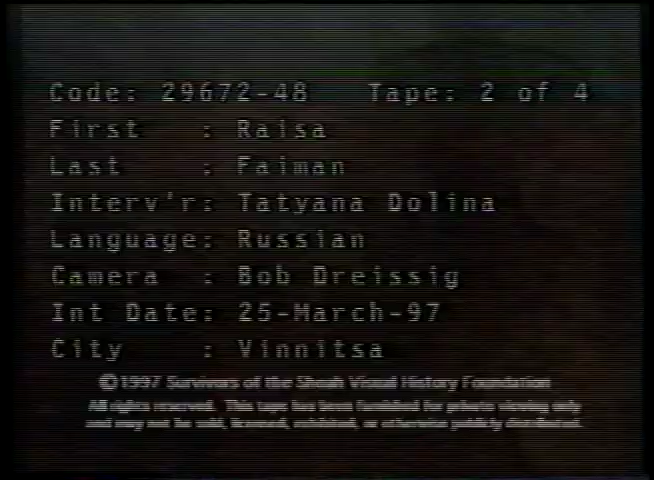 Code: 29672-48 Tape: 2 of 4
First : Raisa
Last : Faiman
Interv'r: Tatyana Dolina
Language: Russian
Camera : Bob Dreissig
Int Date: 25-March-97
City : Vinnitsa
©1997 Survivors of the Shoah Visual History Foundation
All rights reserved. This tape has been furnished for private viewing only
and may not be sold, licensed, exhibited, or otherwise publicly distributed.